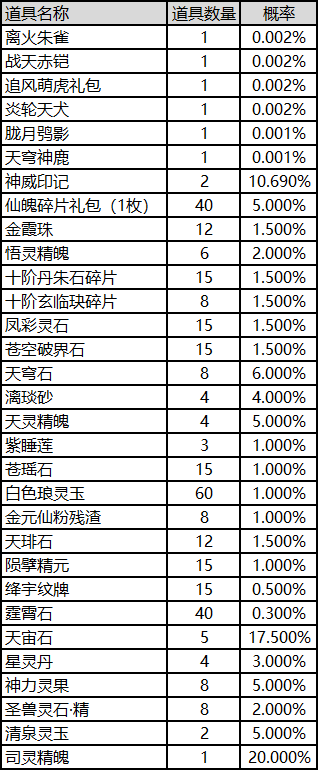 道具名称 道具数量 概率
离火朱雀 1 0.002%
战天赤铠 1 0.002%
追风萌虎礼包 1 0.002%
炎轮天犬 1 0.002%
胧月鸮影 1 0.001%
天穹神鹿 1 0.001%
神威印记 2 10.690%
仙魄碎片礼包（1枚） 40 5.000%
金霞珠 12 1.500%
悟灵精魄 6 2.000%
十阶丹朱石碎片 15 1.500%
十阶玄临玦碎片 8 1.500%
凤彩灵石 15 1.500%
苍空破界石 15 1.500%
天穹石 8 6.000%
漓琰砂 4 4.000%
天灵精魄 4 5.000%
紫睡莲 3 1.000%
苍瑶石 15 1.000%
白色琅灵玉 60 1.000%
金元仙粉残渣 8 1.000%
天琲石 12 1.500%
陨孽精元 15 1.000%
绛宇纹牌 15 0.500%
霆霄石 40 0.300%
天宙石 5 17.500%
星灵丹 4 3.000%
神力灵果 8 5.000%
圣兽灵石·精 8 2.000%
清泉灵玉 2 5.000%
司灵精魄 1 20.000%